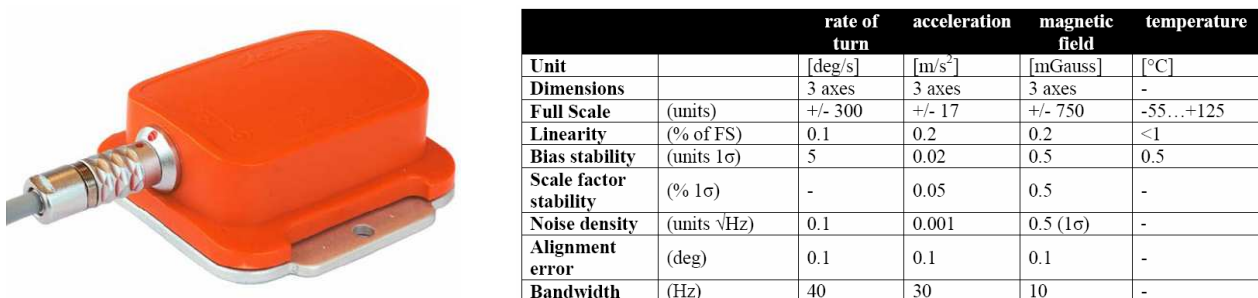 rate of turn acceleration magnetic field temperature
Unit [deg/s] [m/s²] [mGauss] [°C]
Dimensions 3 axes 3 axes 3 axes -
Full Scale (units) +/- 300 +/- 17 +/- 750 -55…+125
Linearity (% of FS) 0.1 0.2 0.2 <1
Bias stability (units 1σ) 5 0.02 0.5 0.5
Scale factor stability (% 1σ) - 0.05 0.5 -
Noise density (units √Hz) 0.1 0.001 0.5 (1σ) -
Alignment error (deg) 0.1 0.1 0.1 -
Bandwidth (Hz) 40 30 10 -